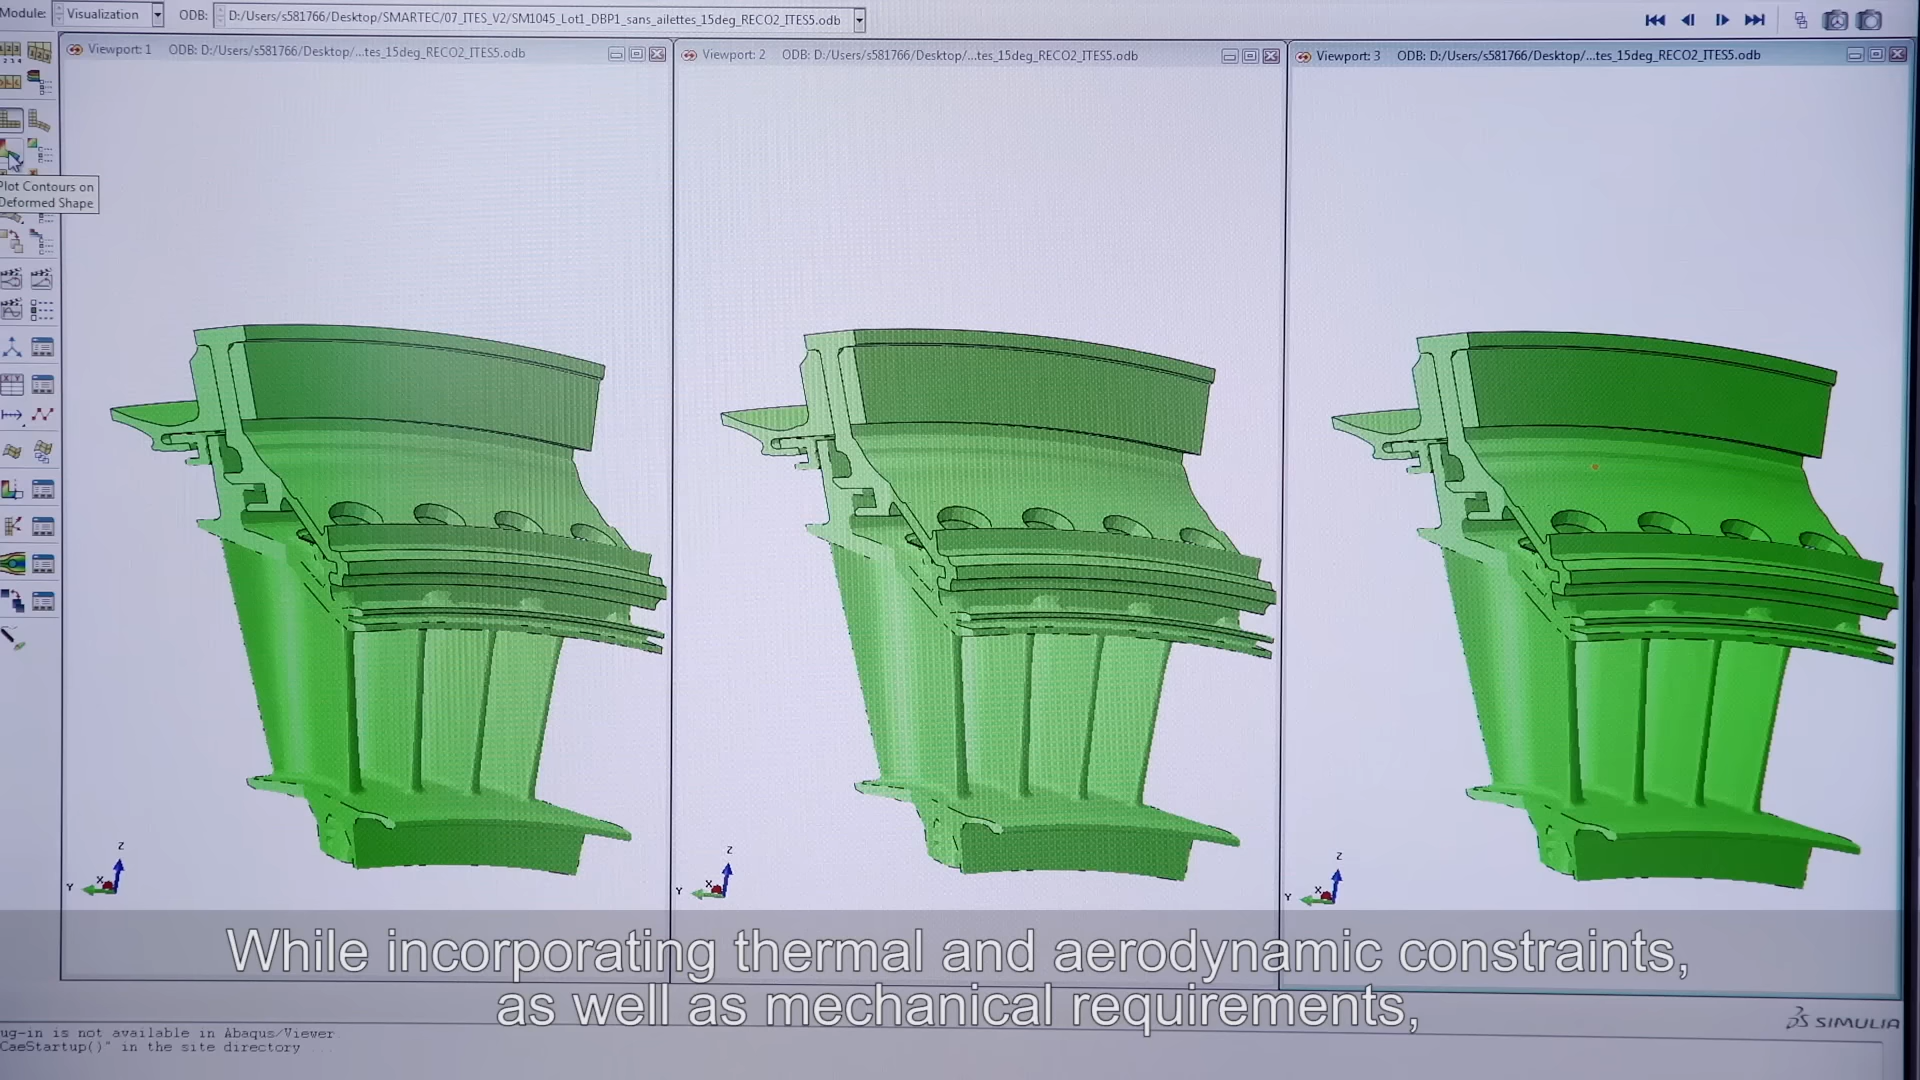 Module: Visualization ODB: D:/Users/s581766/Desktop/SMARTEC/07_ITES_V2/SM1045_Lot1_DBP1_sans_ailettes_15deg_RECO2_ITES5.odb
Viewport: 1 ODB: D:/Users/s581766/Desktop/...tes_15deg_RECO2_ITES5.odb
Viewport: 2 ODB: D:/Users/s581766/Desktop/...tes_15deg_RECO2_ITES5.odb
Viewport: 3 ODB: D:/Users/s581766/Desktop/...tes_15deg_RECO2_ITES5.odb
Plot Contours on
Deformed Shape
Z
Y X
Z
Y X
Z
Y X
While incorporating thermal and aerodynamic constraints,
as well as mechanical requirements,
SIMULIA
ug-in is not available in Abaqus/Viewer
CaeStartup()" in the site directory ...